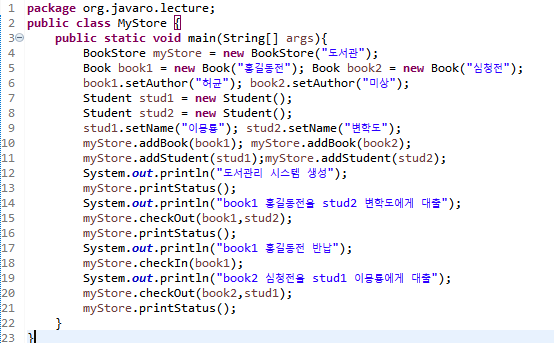 1 package org.javaro.lecture;
2 public class MyStore {
3 public static void main(String[] args){
4 BookStore myStore = new BookStore("도서관");
5 Book book1 = new Book("홍길동전"); Book book2 = new Book("심청전");
6 book1.setAuthor("허균"); book2.setAuthor("미상");
7 Student stud1 = new Student();
8 Student stud2 = new Student();
9 stud1.setName("이몽룡"); stud2.setName("변학도");
10 myStore.addBook(book1); myStore.addBook(book2);
11 myStore.addStudent(stud1);myStore.addStudent(stud2);
12 System.out.println("도서관리 시스템 생성");
13 myStore.printStatus();
14 System.out.println("book1 홍길동전을 stud2 변학도에게 대출");
15 myStore.checkOut(book1,stud2);
16 myStore.printStatus();
17 System.out.println("book1 홍길동전 반납");
18 myStore.checkIn(book1);
19 System.out.println("book2 심청전을 stud1 이몽룡에게 대출");
20 myStore.checkOut(book2,stud1);
21 myStore.printStatus();
22 }
23 }